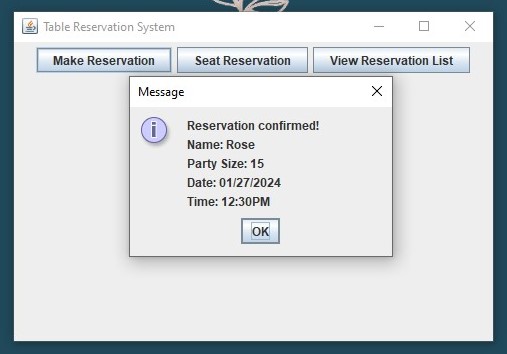 Table Reservation System
Make Reservation
Seat Reservation
View Reservation List
Message
Reservation confirmed!
Name: Rose
Party Size: 15
Date: 01/27/2024
Time: 12:30PM
OK